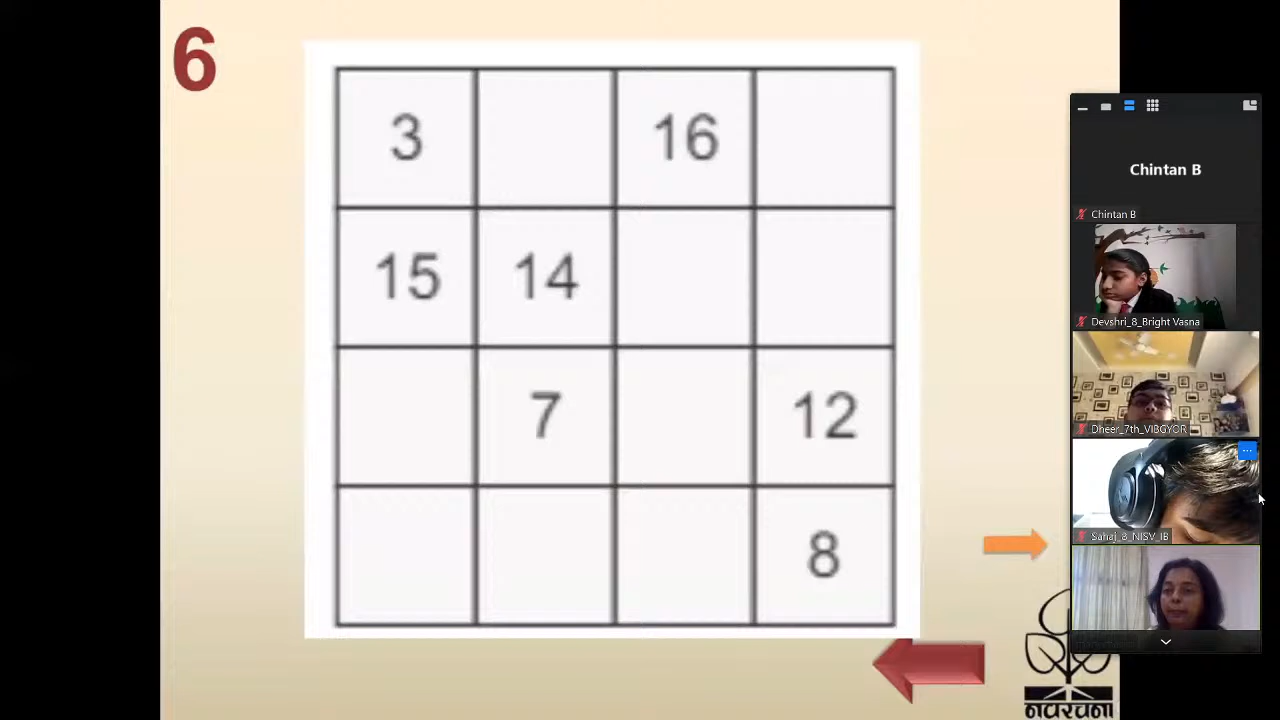 6
3 16
15 14
7 12
8
Chintan B
Chintan B
Devshri_8_Bright Vasna
Dheer_7th_VIBGYOR
Sahaj_8_NISV_IB
नवरचना